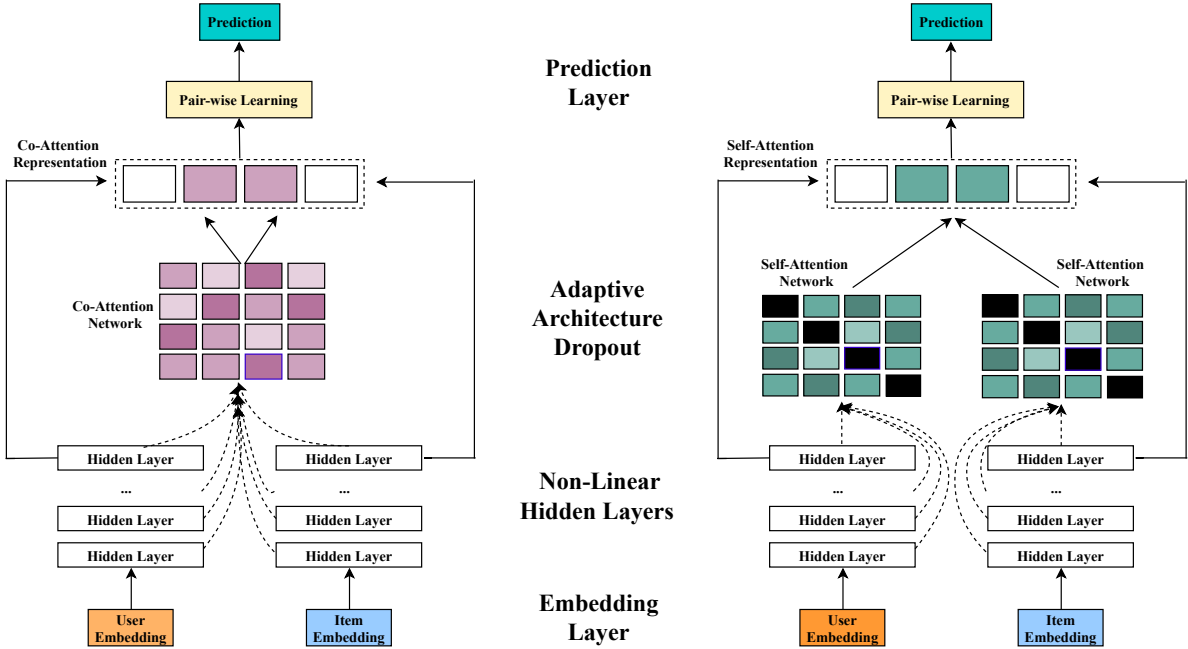 Prediction
Pair-wise Learning
Co-Attention
Representation
Co-Attention
Network
Hidden Layer
Hidden Layer
...
...
Hidden Layer
Hidden Layer
Hidden Layer
Hidden Layer
User
Embedding
Item
Embedding
Prediction
Layer
Adaptive
Architecture
Dropout
Non-Linear
Hidden Layers
Embedding
Layer
Prediction
Pair-wise Learning
Self-Attention
Representation
Self-Attention
Network
Self-Attention
Network
Hidden Layer
Hidden Layer
...
...
Hidden Layer
Hidden Layer
Hidden Layer
Hidden Layer
User
Embedding
Item
Embedding